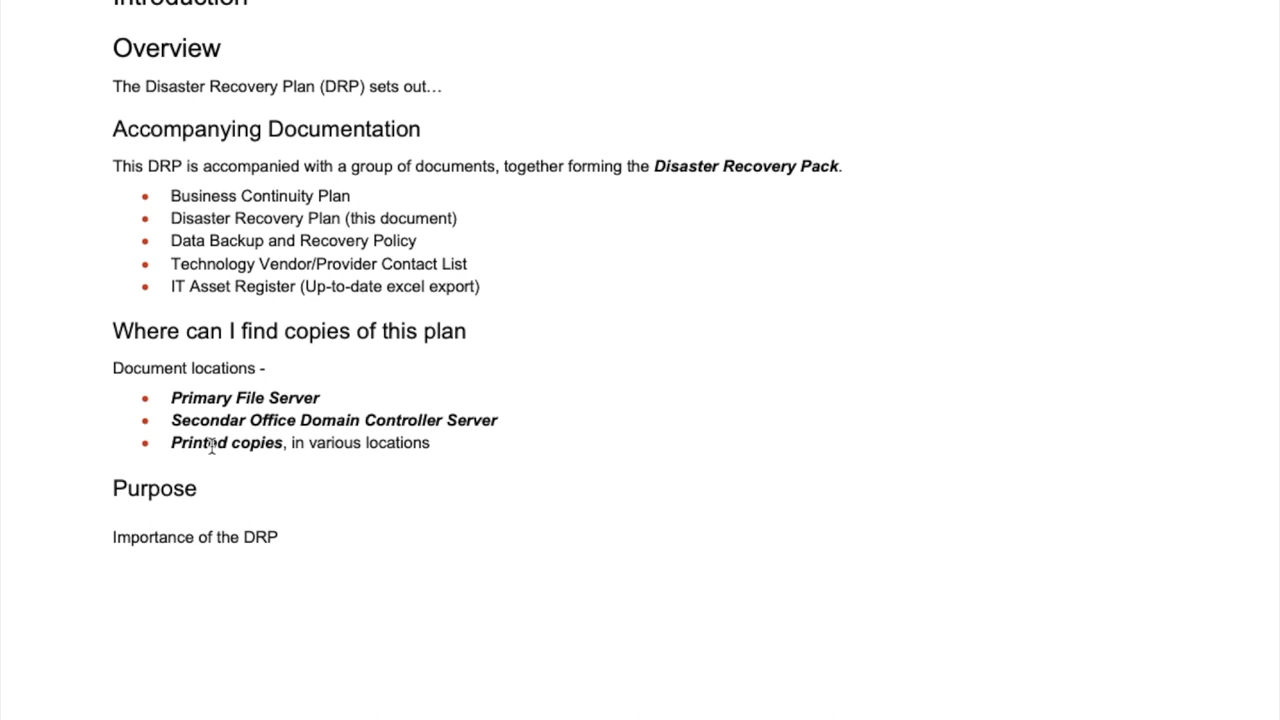 Introduction
Overview
The Disaster Recovery Plan (DRP) sets out…
Accompanying Documentation
This DRP is accompanied with a group of documents, together forming the Disaster Recovery Pack.
• Business Continuity Plan
• Disaster Recovery Plan (this document)
• Data Backup and Recovery Policy
• Technology Vendor/Provider Contact List
• IT Asset Register (Up-to-date excel export)
Where can I find copies of this plan
Document locations -
• Primary File Server
• Secondar Office Domain Controller Server
• Printed copies, in various locations
Purpose
Importance of the DRP